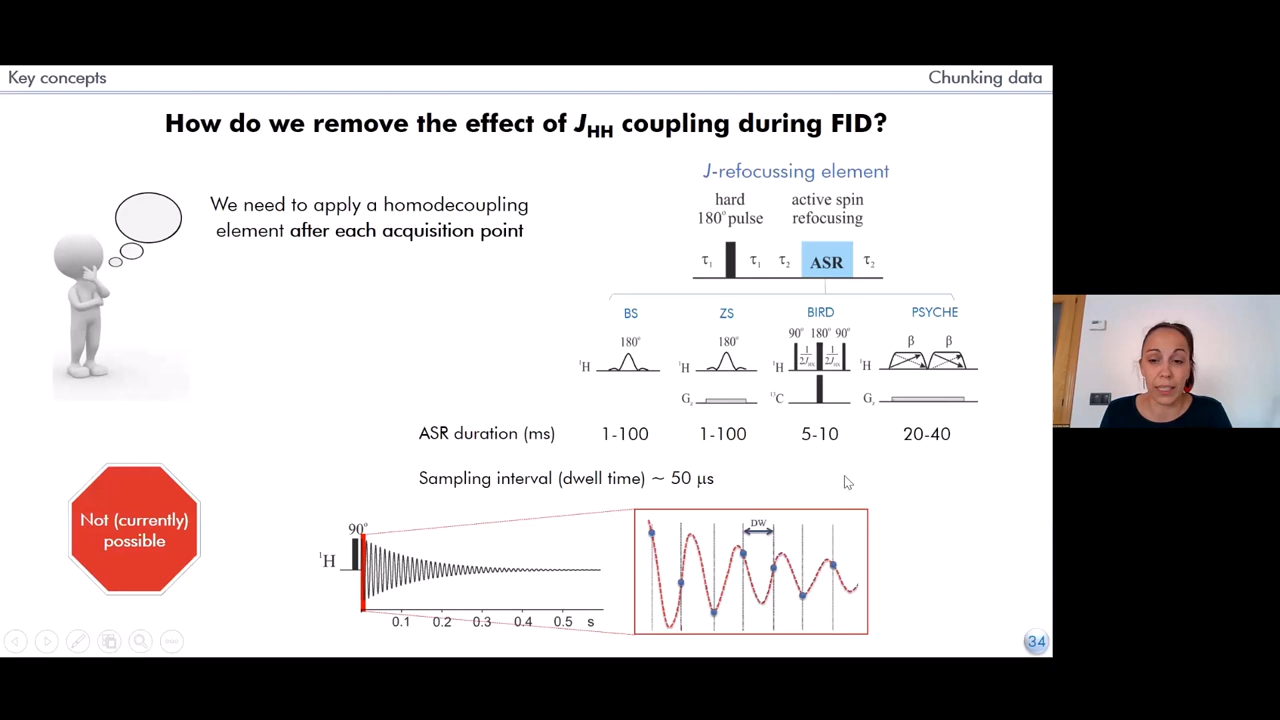 Key concepts
Chunking data
How do we remove the effect of JHH coupling during FID?
We need to apply a homodecoupling
element after each acquisition point
J-refocussing element
hard
180° pulse
active spin
refocusing
τ1 τ1 τ2 ASR τ2
BS ZS BIRD PSYCHE
180° 180° 90° 180° 90° β β
1H 1H 1H 1H
Gz 13C
ASR duration (ms) 1-100 1-100 5-10 20-40
Sampling interval (dwell time) ~ 50 μs
Not (currently)
possible
90°
1H
DW
0.1 0.2 0.3 0.4 0.5 s
34